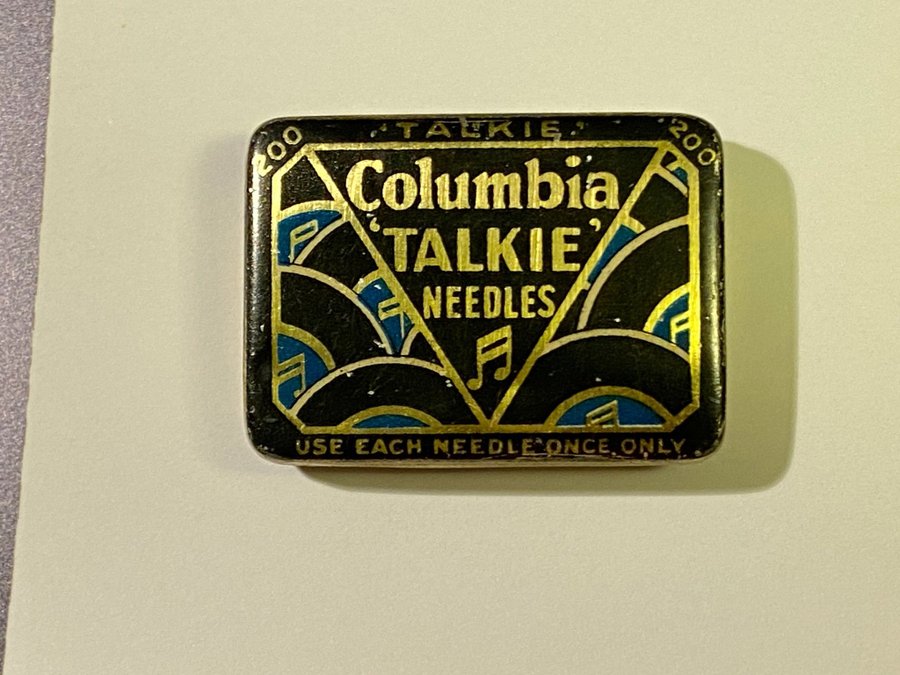 200 'TALKIE' 200
Columbia
'TALKIE'
NEEDLES
USE EACH NEEDLE ONCE ONLY